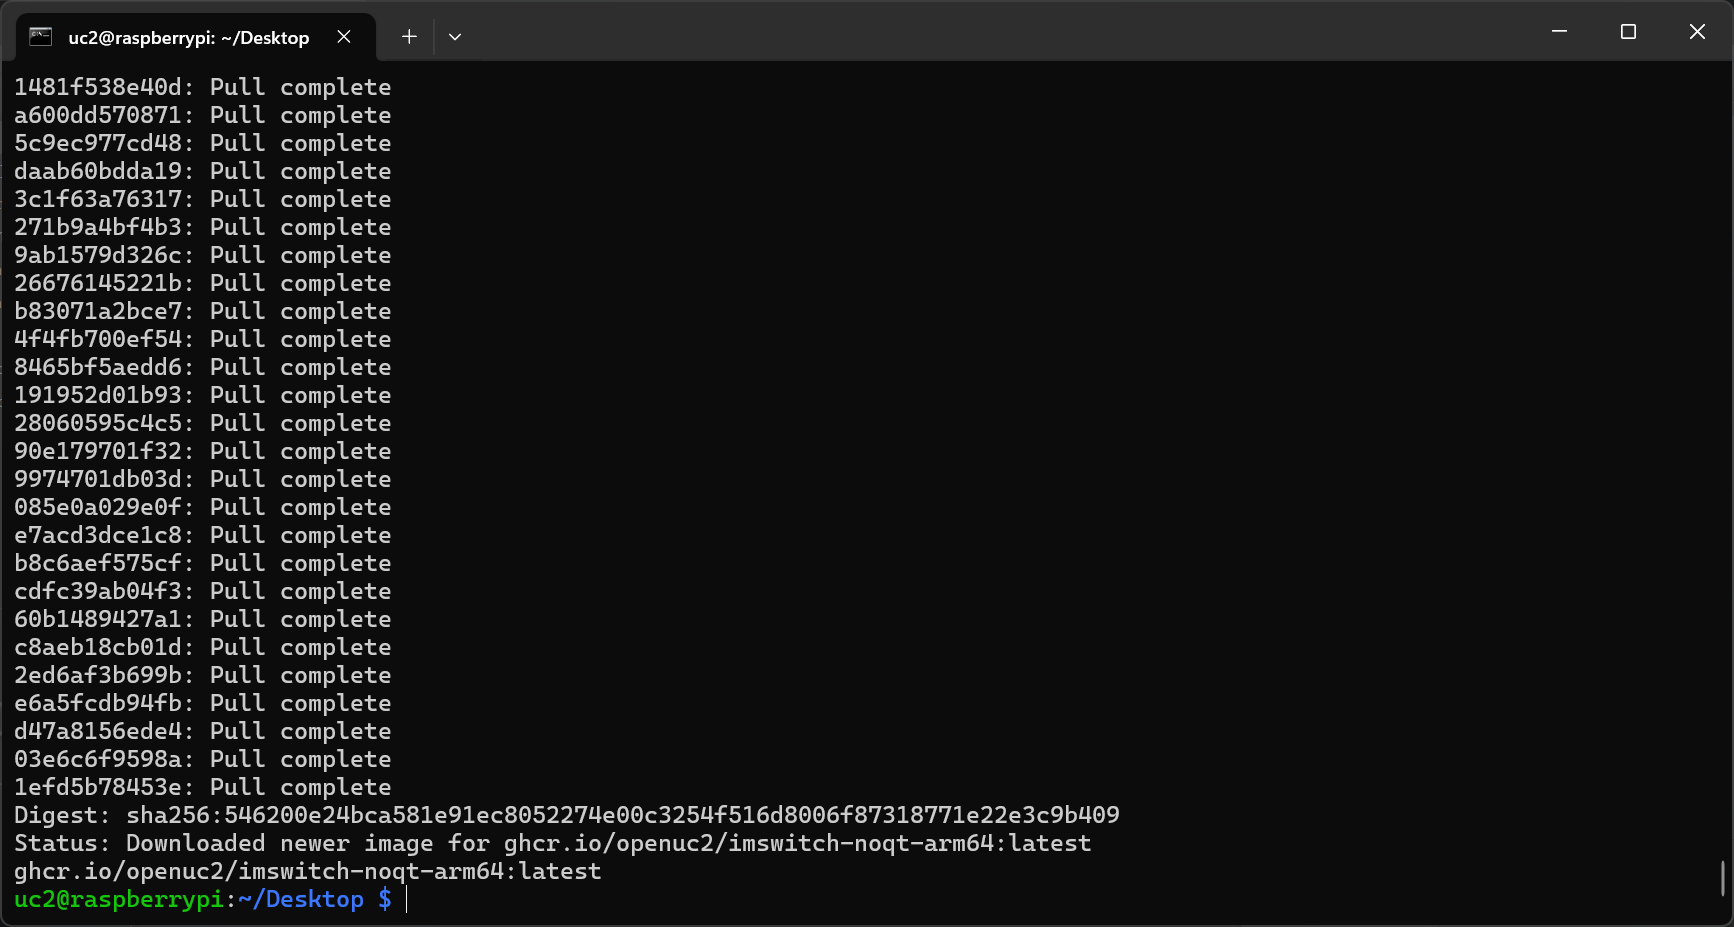 uc2@raspberrypi: ~/Desktop
1481f538e40d: Pull complete
a600dd570871: Pull complete
5c9ec977cd48: Pull complete
daab60bdda19: Pull complete
3c1f63a76317: Pull complete
271b9a4bf4b3: Pull complete
9ab1579d326c: Pull complete
26676145221b: Pull complete
b83071a2bce7: Pull complete
4f4fb700ef54: Pull complete
8465bf5aedd6: Pull complete
191952d01b93: Pull complete
28060595c4c5: Pull complete
90e179701f32: Pull complete
9974701db03d: Pull complete
085e0a029e0f: Pull complete
e7acd3dce1c8: Pull complete
b8c6aef575cf: Pull complete
cdfc39ab04f3: Pull complete
60b1489427a1: Pull complete
c8aeb18cb01d: Pull complete
2ed6af3b699b: Pull complete
e6a5fcdb94fb: Pull complete
d47a8156ede4: Pull complete
03e6c6f9598a: Pull complete
1efd5b78453e: Pull complete
Digest: sha256:546200e24bca581e91ec8052274e00c3254f516d8006f87318771e22e3c9b409
Status: Downloaded newer image for ghcr.io/openuc2/imswitch-noqt-arm64:latest
ghcr.io/openuc2/imswitch-noqt-arm64:latest
uc2@raspberrypi:~/Desktop $